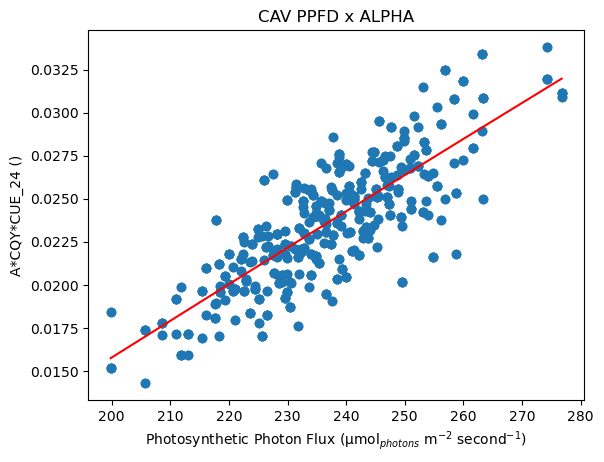 CAV PPFD x ALPHA
0.0325
0.0300
0.0275
0.0250
0.0225
0.0200
0.0175
0.0150
A*CQY*CUE_24 ()
200 210 220 230 240 250 260 270 280
Photosynthetic Photon Flux (μmol$_{photons}$ m$^{-2}$ second$^{-1}$)